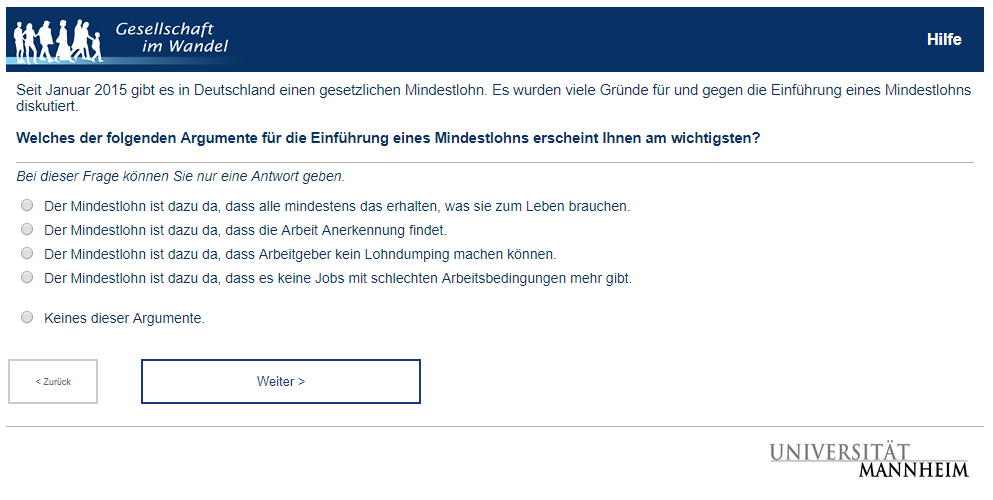 Gesellschaft
im Wandel
Hilfe
Seit Januar 2015 gibt es in Deutschland einen gesetzlichen Mindestlohn. Es wurden viele Gründe für und gegen die Einführung eines Mindestlohns
diskutiert.
Welches der folgenden Argumente für die Einführung eines Mindestlohns erscheint Ihnen am wichtigsten?
Bei dieser Frage können Sie nur eine Antwort geben.
Der Mindestlohn ist dazu da, dass alle mindestens das erhalten, was sie zum Leben brauchen.
Der Mindestlohn ist dazu da, dass die Arbeit Anerkennung findet.
Der Mindestlohn ist dazu da, dass Arbeitgeber kein Lohndumping machen können.
Der Mindestlohn ist dazu da, dass es keine Jobs mit schlechten Arbeitsbedingungen mehr gibt.
Keines dieser Argumente.
< Zurück
Weiter >
UNIVERSITÄT
MANNHEIM